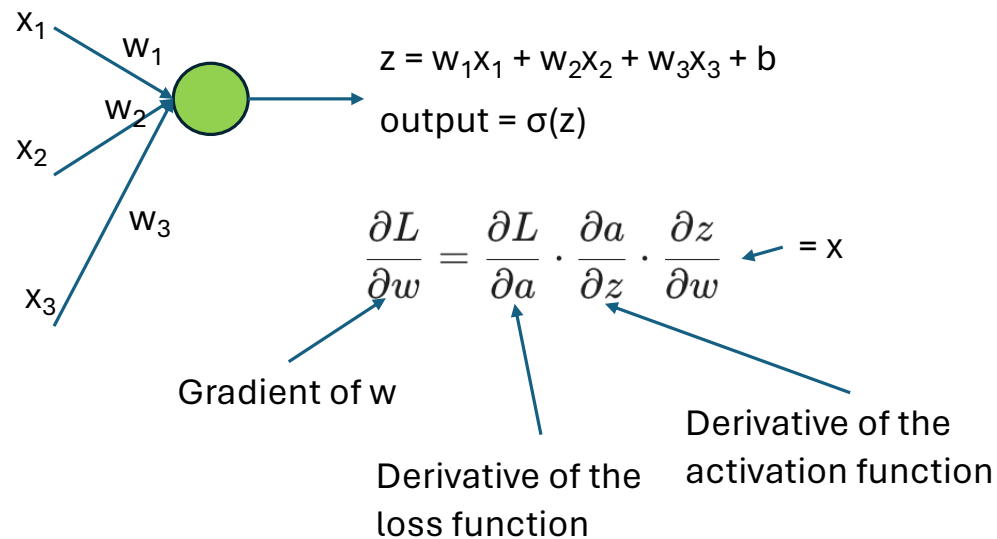 x₁
w₁
z = w₁x₁ + w₂x₂ + w₃x₃ + b
w₂
output = σ(z)
x₂
w₃
∂L/∂w = ∂L/∂a · ∂a/∂z · ∂z/∂w
= x
x₃
Gradient of w
Derivative of the
activation function
Derivative of the
loss function